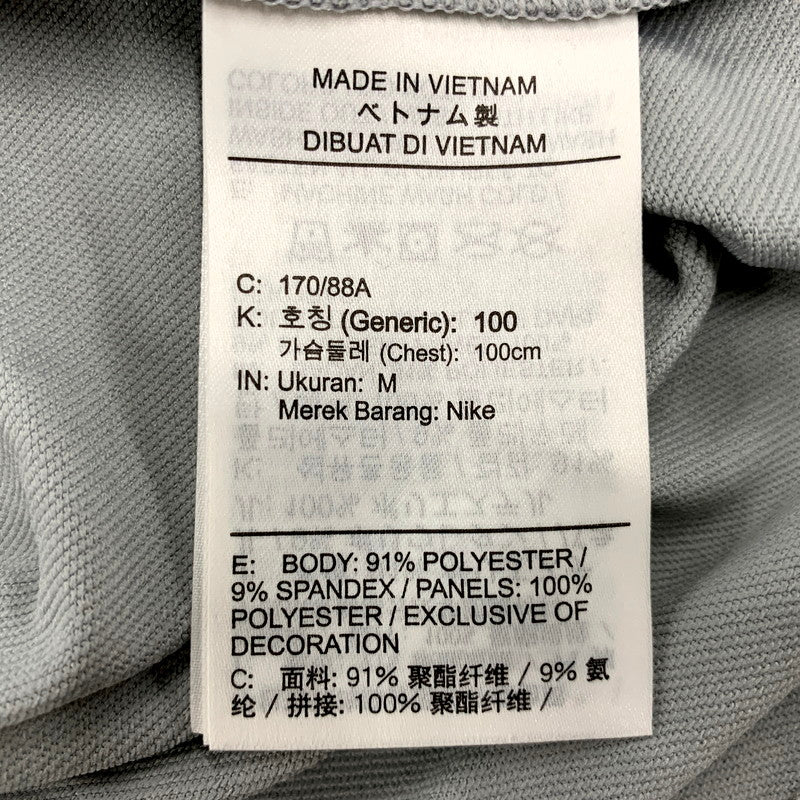 MADE IN VIETNAM
ベトナム製
DIBUAT DI VIETNAM
C: 170/88A
K: 호칭 (Generic): 100
가슴둘레 (Chest): 100cm
IN: Ukuran: M
Merek Barang: Nike
E: BODY: 91% POLYESTER /
9% SPANDEX / PANELS: 100%
POLYESTER / EXCLUSIVE OF
DECORATION
C: 面料: 91% 聚酯纤维 / 9% 氨
纶 / 拼接: 100% 聚酯纤维 /